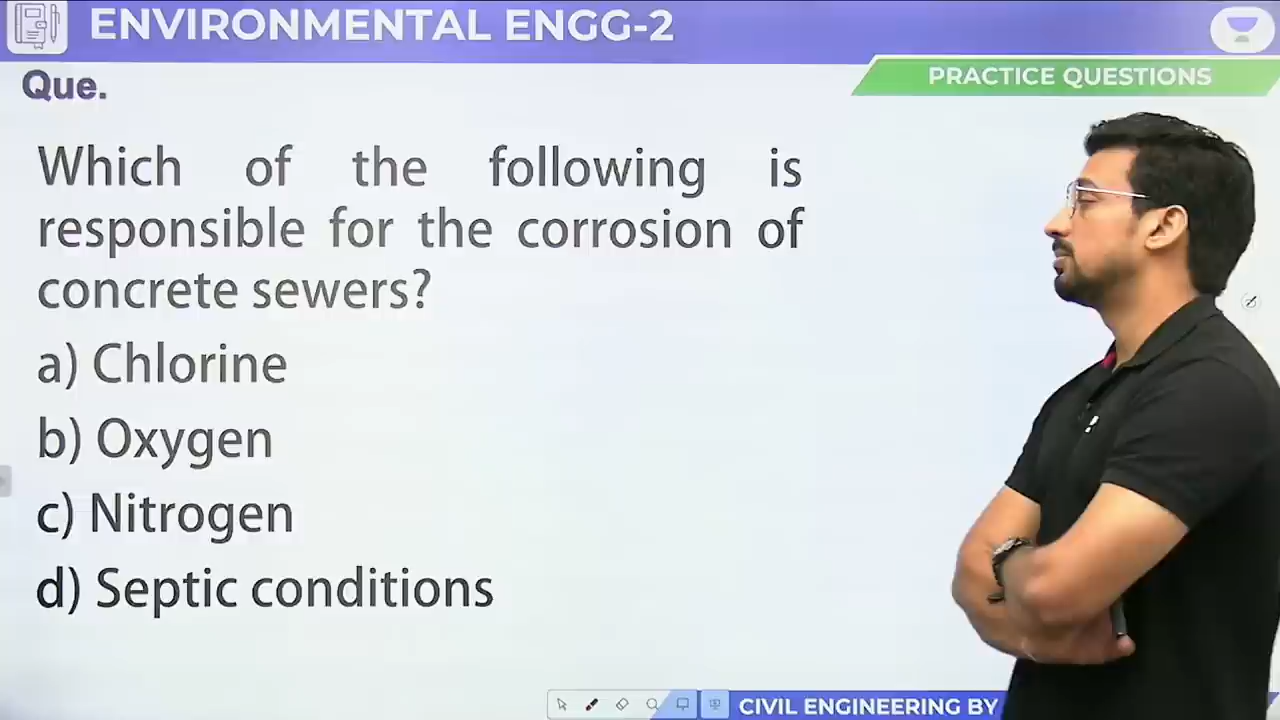 ENVIRONMENTAL ENGG-2
PRACTICE QUESTIONS
Que.
Which of the following is
responsible for the corrosion of
concrete sewers?
a) Chlorine
b) Oxygen
c) Nitrogen
d) Septic conditions
CIVIL ENGINEERING BY